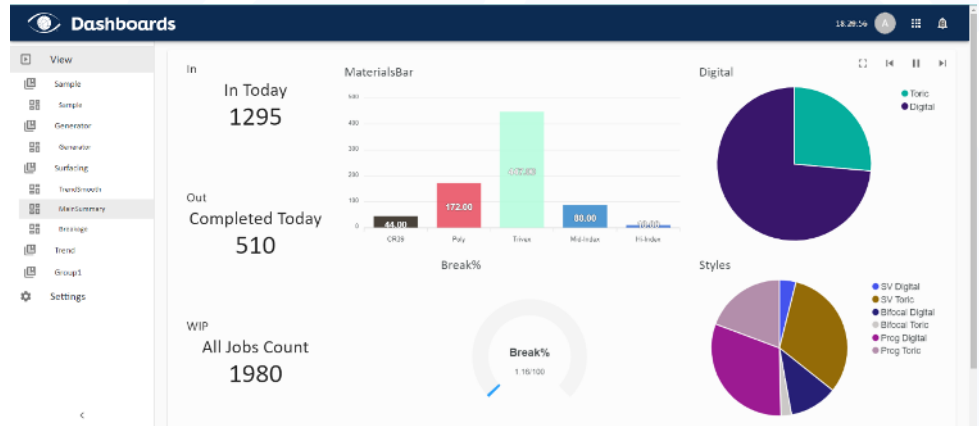 Dashboards
18:29:56
A
View
Sample
Sample
Generator
Generator
Surfacing
TrendSmooth
MainSummary
Breakage
Trend
Group1
Settings
In
In Today
1295
Out
Completed Today
510
WIP
All Jobs Count
1980
MaterialsBar
500
400
300
200
100
0
44.00
172.00
80.00
Poly
Trivex
Mid-Index
Hi-Index
Break%
Break%
1.16/100
Digital
Toric
Digital
Styles
SV Digital
SV Toric
Bifocal Digital
Bifocal Toric
Prog Digital
Prog Toric